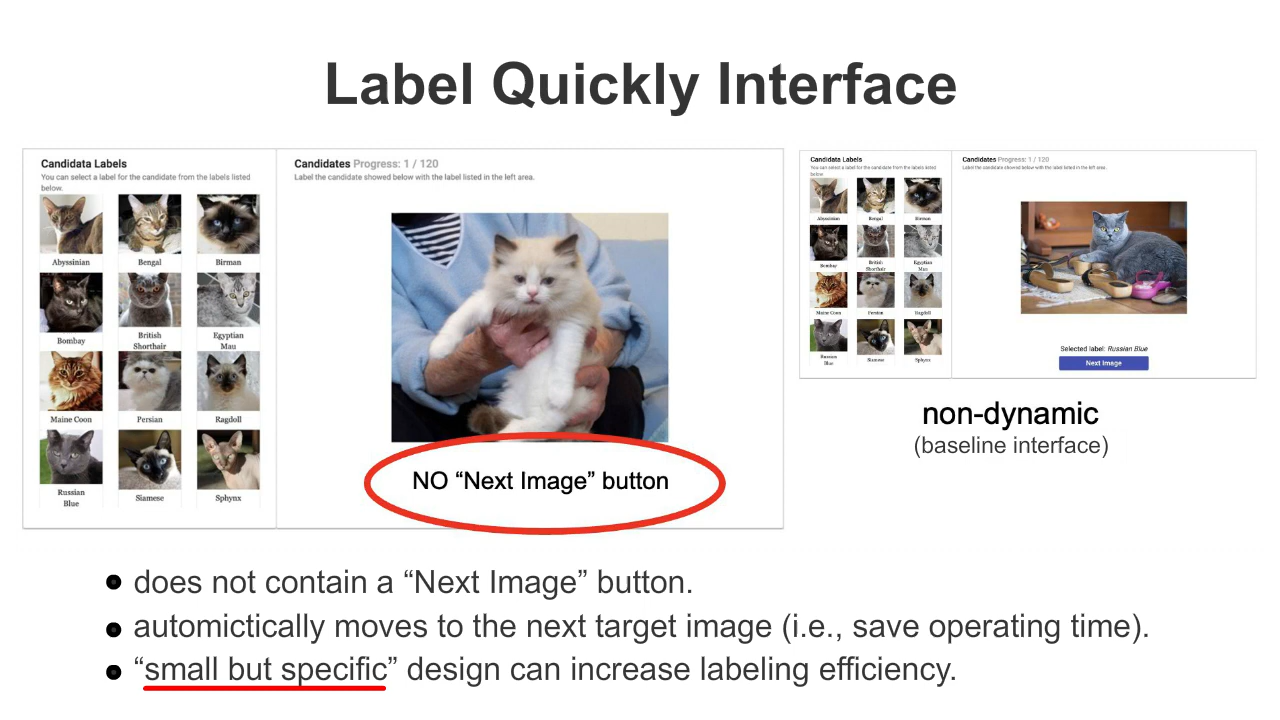 Label Quickly Interface
Candidata Labels
You can select a label for the candidate from the labels listed
below.
Abyssinian
Bengal
Birman
Bombay
British
Shorthair
Egyptian
Mau
Maine Coon
Persian
Ragdoll
Russian
Blue
Siamese
Sphynx
Candidates Progress: 1 / 120
Label the candidate showed below with the label listed in the left area.
NO “Next Image” button
Candidata Labels
You can select a label for the candidate from the labels listed
below
Abyssinian
Bengal
Birman
Bombay
British
Shorthair
Egyptian
Mau
Maine Coon
Persian
Ragdoll
Russian
Blue
Siamese
Sphynx
Candidates Progress: 1 / 120
Label the candidate showed below with the label listed in the left area.
Selected label: Russian Blue
Next Image
non-dynamic
(baseline interface)
does not contain a “Next Image” button.
automictically moves to the next target image (i.e., save operating time).
“small but specific” design can increase labeling efficiency.